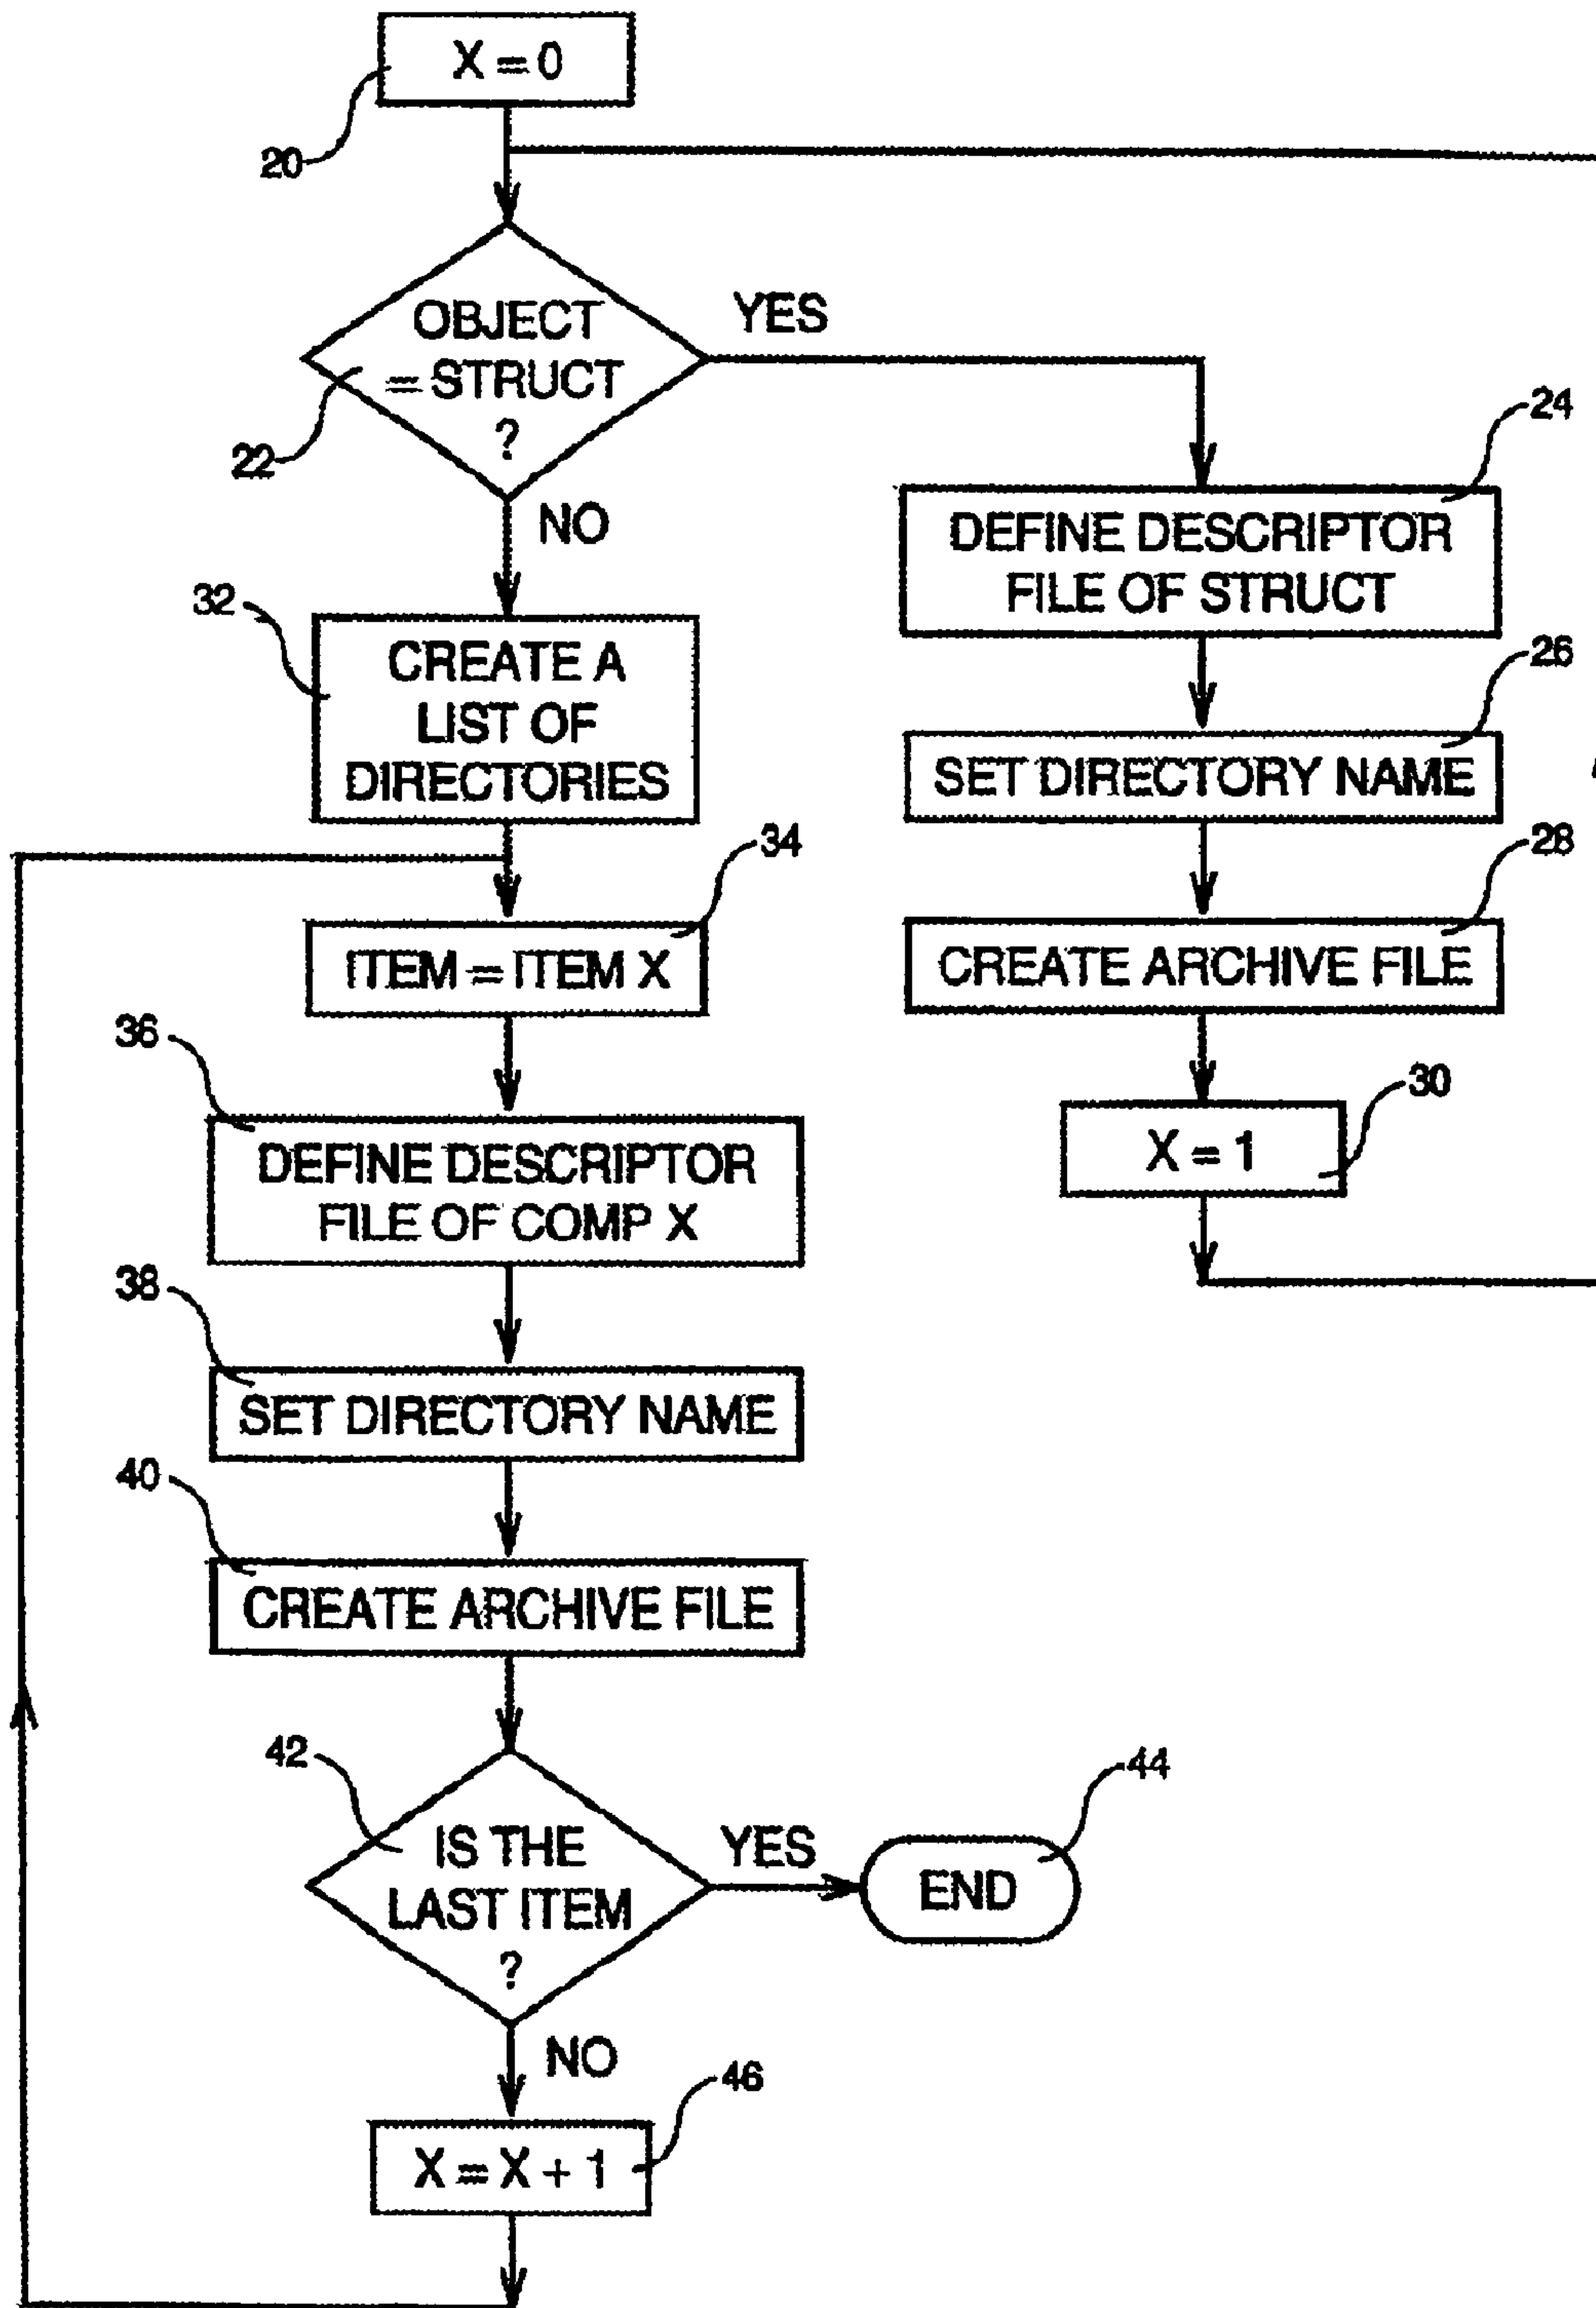 X = 0
20
OBJECT
= STRUCT
?
22
YES
NO
24
DEFINE DESCRIPTOR
FILE OF STRUCT
26
SET DIRECTORY NAME
28
CREATE ARCHIVE FILE
30
X = 1
32
CREATE A
LIST OF
DIRECTORIES
34
ITEM = ITEM X
36
DEFINE DESCRIPTOR
FILE OF COMP X
38
SET DIRECTORY NAME
40
CREATE ARCHIVE FILE
42
IS THE
LAST ITEM
?
YES
44
END
NO
46
X = X + 1